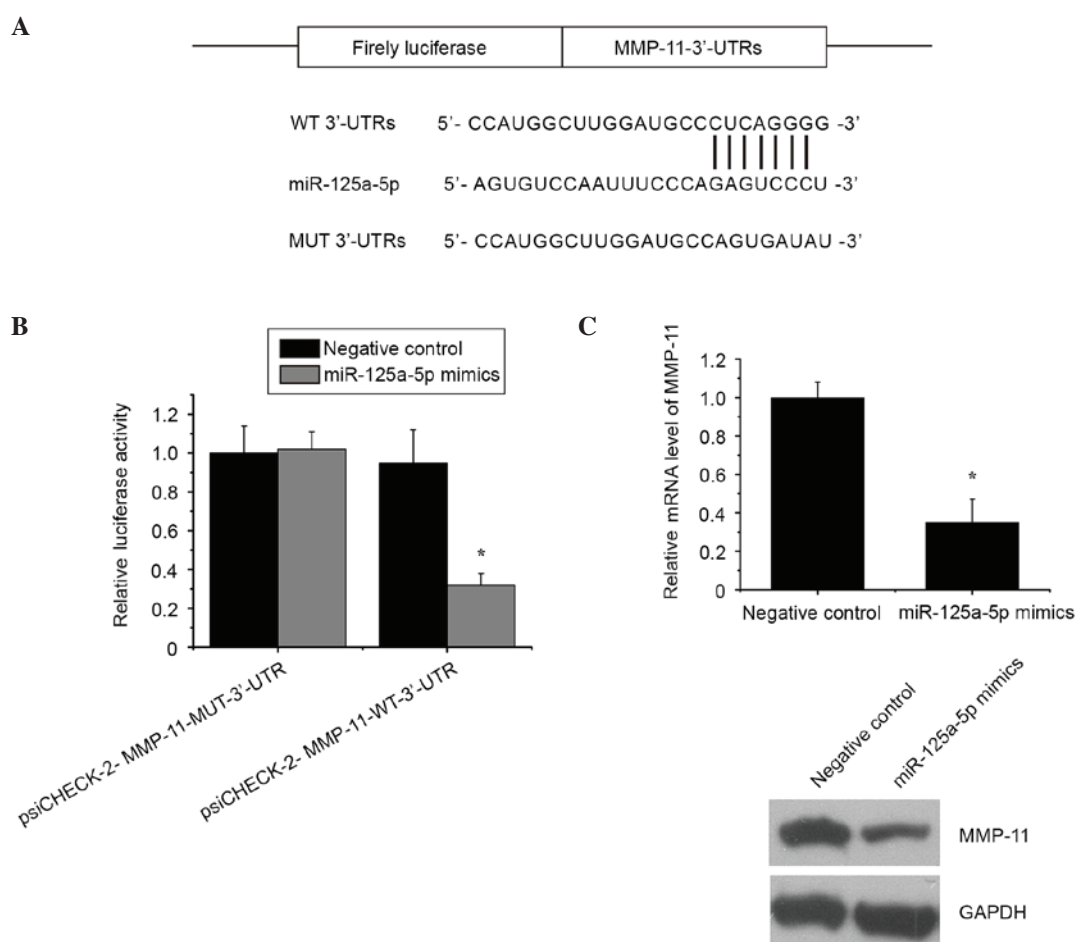 A
Firely luciferase MMP-11-3'-UTRs
WT 3'-UTRs 5'- CCAUGGCUUGGAUGCCCUCAGGGG -3'
miR-125a-5p 5'- AGUGUCCAAUUUCCCAGAGUCCCU -3'
MUT 3'-UTRs 5'- CCAUGGCUUGGAUGCCAGUGAUAU -3'
B
Negative control
miR-125a-5p mimics
Relative luciferase activity
1.2
1.0
0.8
0.6
0.4
0.2
0
*
psiCHECK-2- MMP-11-MUT-3'-UTR
psiCHECK-2- MMP-11-WT-3'-UTR
C
Relative mRNA level of MMP-11
1.2
1.0
0.8
0.6
0.4
0.2
0
*
Negative control miR-125a-5p mimics
Negative control
miR-125a-5p mimics
MMP-11
GAPDH